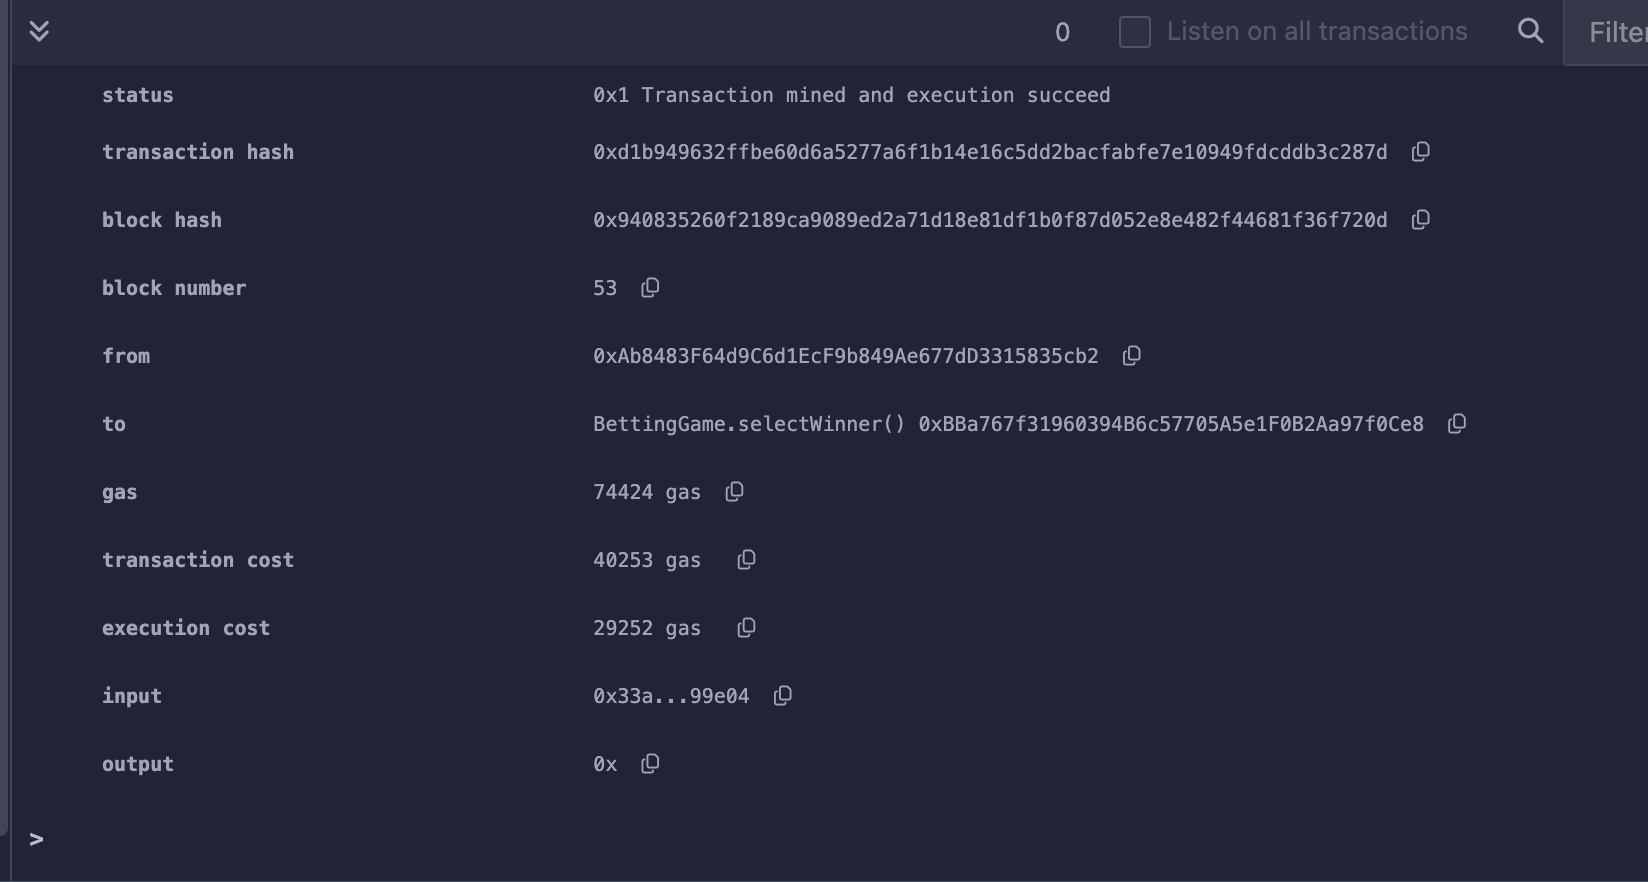 0 Listen on all transactions Filter
status 0x1 Transaction mined and execution succeed
transaction hash 0xd1b949632ffbe60d6a5277a6f1b14e16c5dd2bacfabfe7e10949fdcddb3c287d
block hash 0x940835260f2189ca9089ed2a71d18e81df1b0f87d052e8e482f44681f36f720d
block number 53
from 0xAb8483F64d9C6d1EcF9b849Ae677dD3315835cb2
to BettingGame.selectWinner() 0xBBa767f31960394B6c57705A5e1F0B2Aa97f0Ce8
gas 74424 gas
transaction cost 40253 gas
execution cost 29252 gas
input 0x33a...99e04
output 0x
>